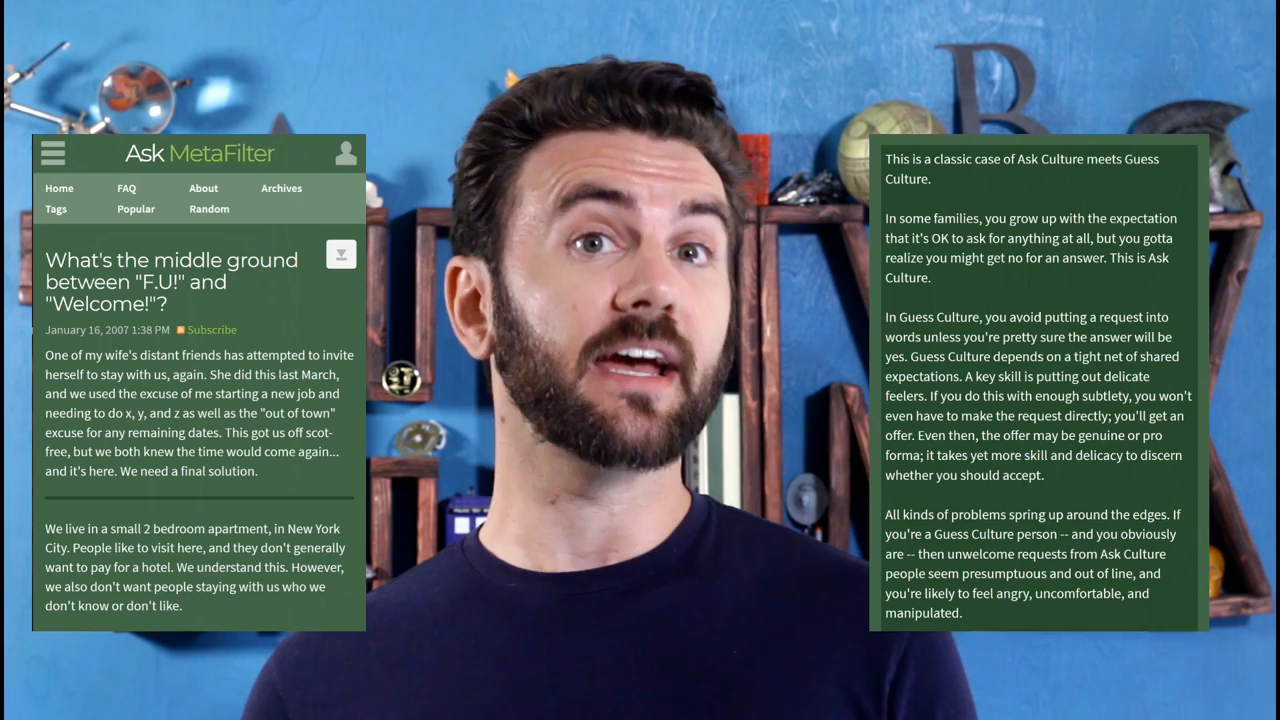 Ask MetaFilter
Home FAQ About Archives
Tags Popular Random
What's the middle ground
between "F.U!" and
"Welcome!"?
January 16, 2007 1:38 PM Subscribe
One of my wife's distant friends has attempted to invite
herself to stay with us, again. She did this last March,
and we used the excuse of me starting a new job and
needing to do x, y, and z as well as the "out of town"
excuse for any remaining dates. This got us off scot-
free, but we both knew the time would come again...
and it's here. We need a final solution.
We live in a small 2 bedroom apartment, in New York
City. People like to visit here, and they don't generally
want to pay for a hotel. We understand this. However,
we also don't want people staying with us who we
don't know or don't like.
R
This is a classic case of Ask Culture meets Guess
Culture.
In some families, you grow up with the expectation
that it's OK to ask for anything at all, but you gotta
realize you might get no for an answer. This is Ask
Culture.
In Guess Culture, you avoid putting a request into
words unless you're pretty sure the answer will be
yes. Guess Culture depends on a tight net of shared
expectations. A key skill is putting out delicate
feelers. If you do this with enough subtlety, you won't
even have to make the request directly; you'll get an
offer. Even then, the offer may be genuine or pro
forma; it takes yet more skill and delicacy to discern
whether you should accept.
All kinds of problems spring up around the edges. If
you're a Guess Culture person -- and you obviously
are -- then unwelcome requests from Ask Culture
people seem presumptuous and out of line, and
you're likely to feel angry, uncomfortable, and
manipulated.